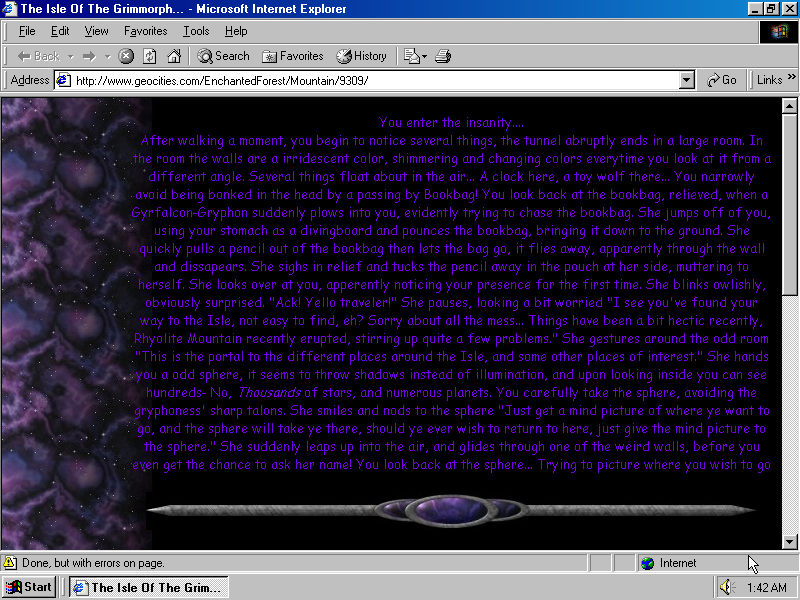 The Isle Of The Grimmorph... - Microsoft Internet Explorer
File Edit View Favorites Tools Help
Back Search Favorites History
Address http://www.geocities.com/EnchantedForest/Mountain/9309/ Go Links »
You enter the insanity....
After walking a moment, you begin to notice several things, the tunnel abruptly ends in a large room. In
the room the walls are a irridescent color, shimmering and changing colors everytime you look at it from a
different angle. Several things float about in the air... A clock here, a toy wolf there... You narrowly
avoid being bonked in the head by a passing by Bookbag! You look back at the bookbag, relieved, when a
Gyrfalcon-Gryphon suddenly plows into you, evidently trying to chase the bookbag. She jumps off of you,
using your stomach as a divingboard and pounces the bookbag, bringing it down to the ground. She
quickly pulls a pencil out of the bookbag then lets the bag go, it flies away, apparently through the wall
and dissapears. She sighs in relief and tucks the pencil away in the pouch at her side, muttering to
herself. She looks over at you, apperently noticing your presence for the first time. She blinks owlishly,
obviously surprised. "Ack! Yello traveler!" She pauses, looking a bit worried "I see you've found your
way to the Isle, not easy to find, eh? Sorry about all the mess... Things have been a bit hectic recently,
Rhyolite Mountain recently erupted, stirring up quite a few problems." She gestures around the odd room
"This is the portal to the different places around the Isle, and some other places of interest." She hands
you a odd sphere, it seems to throw shadows instead of illumination, and upon looking inside you can see
hundreds- No, Thousands of stars, and numerous planets. You carefully take the sphere, avoiding the
gryphoness' sharp talons. She smiles and nods to the sphere "Just get a mind picture of where ye want to
go, and the sphere will take ye there, should ye ever wish to return to here, just give the mind picture to
the sphere." She suddenly leaps up into the air, and glides through one of the weird walls, before you
even get the chance to ask her name! You look back at the sphere... Trying to picture where you wish to go
Done, but with errors on page. Internet
Start The Isle Of The Grim... 1:42 AM